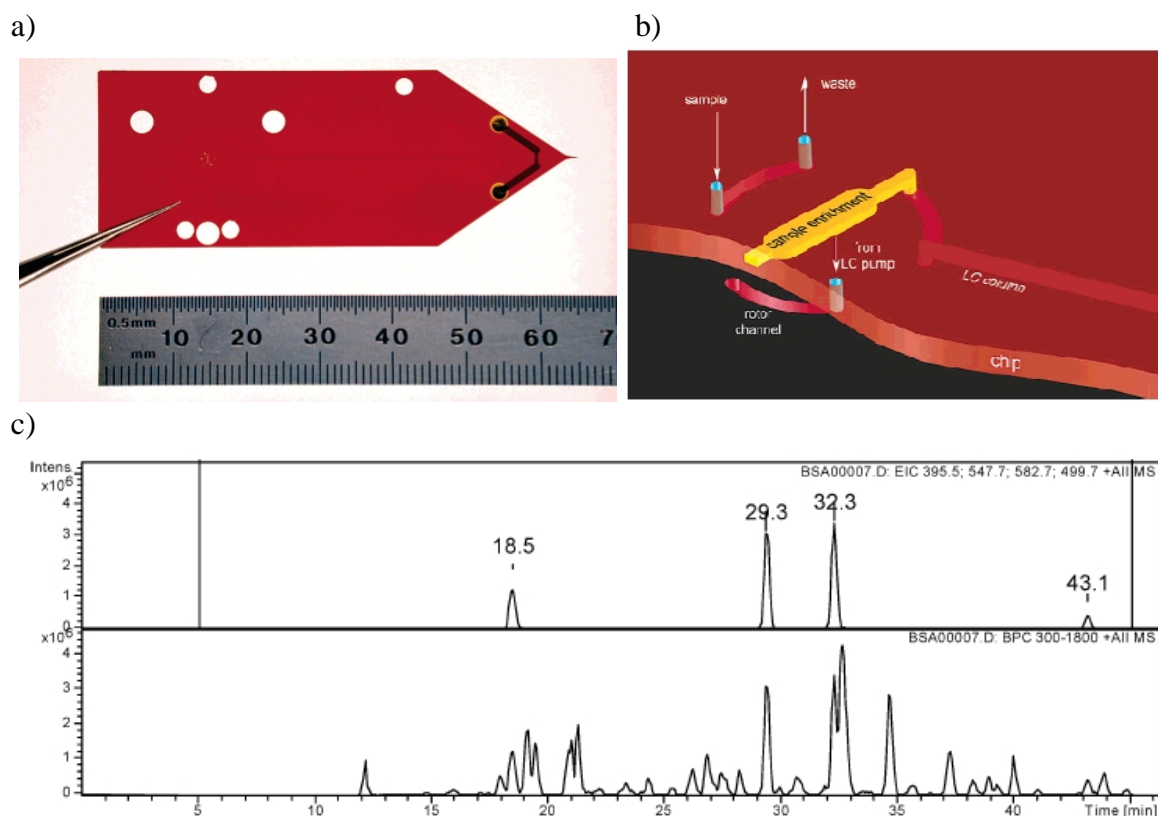 a)
b)
0.5mm
10 20 30 40 50 60 7
mm
waste
sample
sample enrichment
from
LC pump
LC column
rotor
channel
chip
c)
Intens.
x10⁶
BSA00007.D: EIC 395.5; 547.7; 582.7; 499.7 +All MS
4
3
2
1
0
18.5
29.3
32.3
43.1
x10⁶
BSA00007.D: BPC 300-1800 +All MS
4
3
2
1
0
5 10 15 20 25 30 35 40 Time [min]